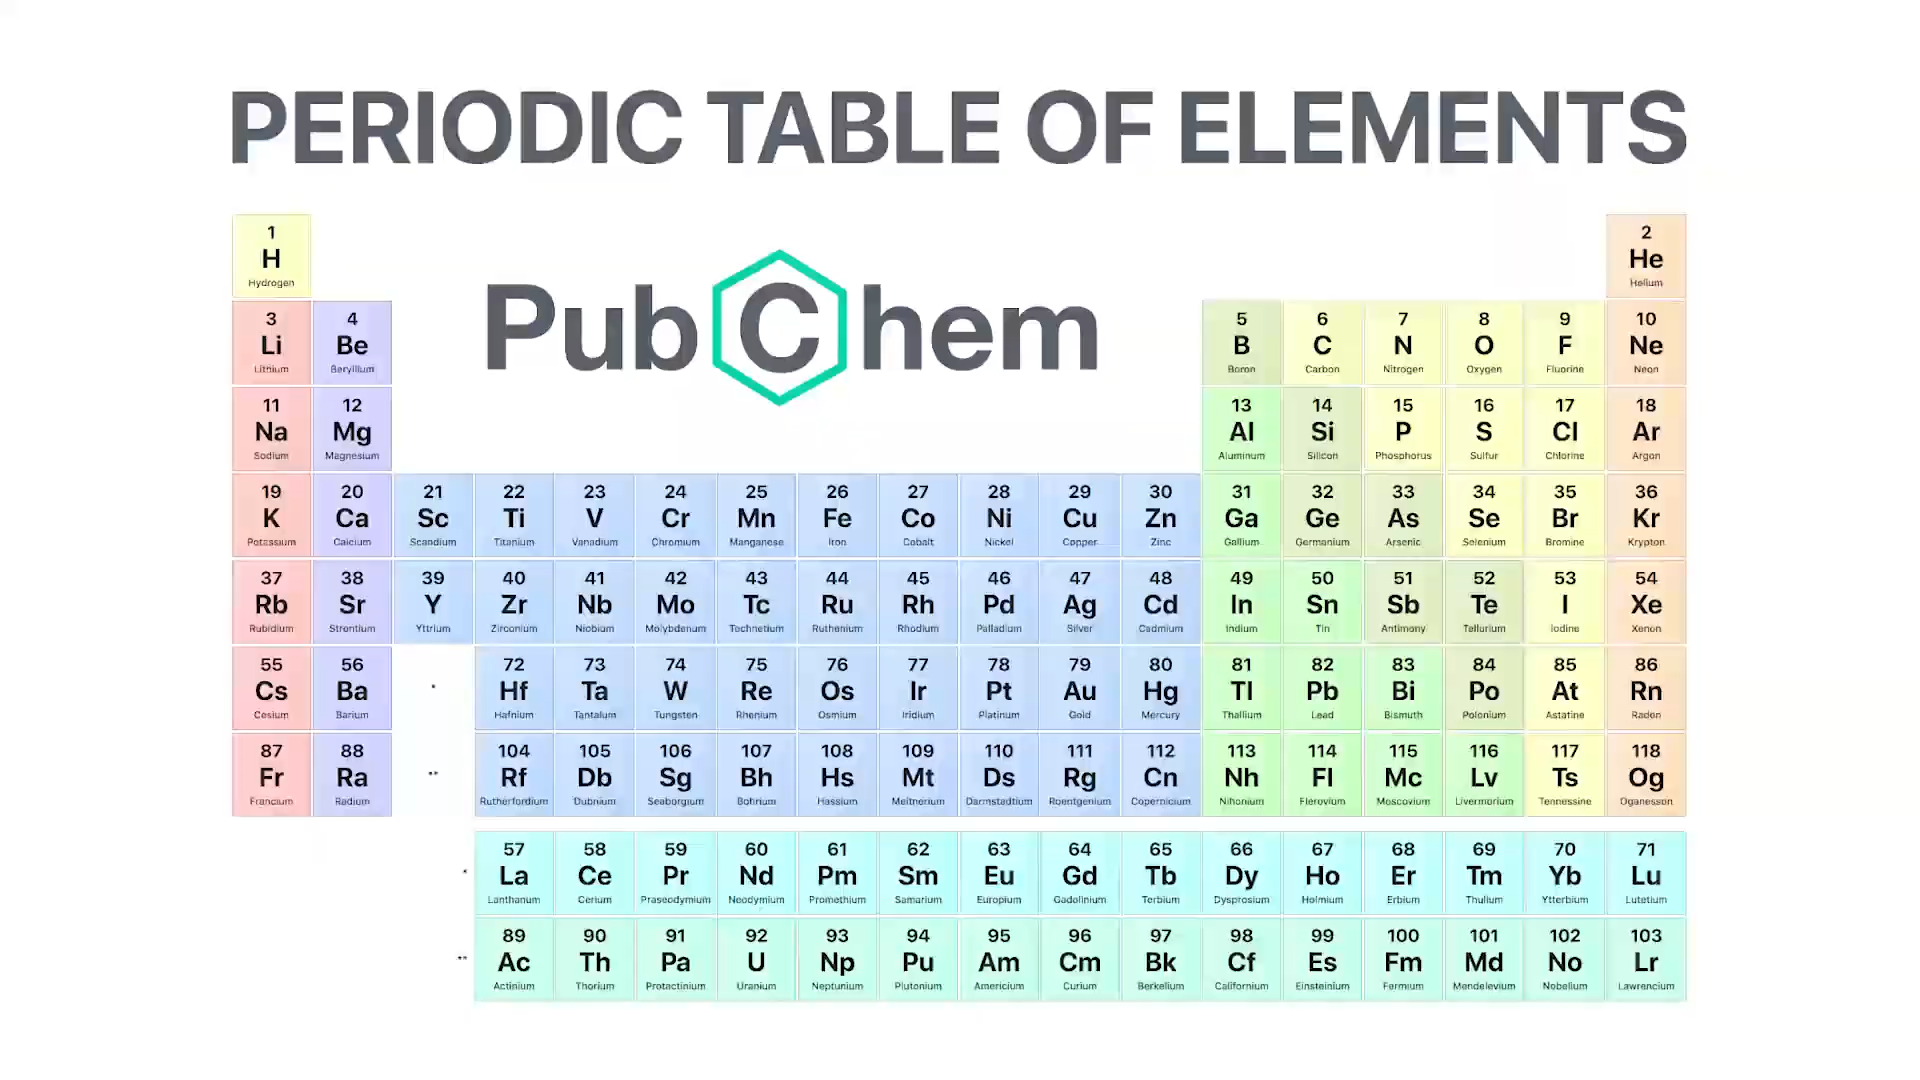 PERIODIC TABLE OF ELEMENTS
1 2
H He
Hydrogen Helium
PubChem
3 4 5 6 7 8 9 10
Li Be B C N O F Ne
Lithium Beryllium Boron Carbon Nitrogen Oxygen Fluorine Neon
11 12 13 14 15 16 17 18
Na Mg Al Si P S Cl Ar
Sodium Magnesium Aluminum Silicon Phosphorus Sulfur Chlorine Argon
19 20 21 22 23 24 25 26 27 28 29 30 31 32 33 34 35 36
K Ca Sc Ti V Cr Mn Fe Co Ni Cu Zn Ga Ge As Se Br Kr
Potassium Calcium Scandium Titanium Vanadium Chromium Manganese Iron Cobalt Nickel Copper Zinc Gallium Germanium Arsenic Selenium Bromine Krypton
37 38 39 40 41 42 43 44 45 46 47 48 49 50 51 52 53 54
Rb Sr Y Zr Nb Mo Tc Ru Rh Pd Ag Cd In Sn Sb Te I Xe
Rubidium Strontium Yttrium Zirconium Niobium Molybdenum Technetium Ruthenium Rhodium Palladium Silver Cadmium Indium Tin Antimony Tellurium Iodine Xenon
55 56 72 73 74 75 76 77 78 79 80 81 82 83 84 85 86
Cs Ba * Hf Ta W Re Os Ir Pt Au Hg Tl Pb Bi Po At Rn
Cesium Barium Hafnium Tantalum Tungsten Rhenium Osmium Iridium Platinum Gold Mercury Thallium Lead Bismuth Polonium Astatine Radon
87 88 104 105 106 107 108 109 110 111 112 113 114 115 116 117 118
Fr Ra ** Rf Db Sg Bh Hs Mt Ds Rg Cn Nh Fl Mc Lv Ts Og
Francium Radium Rutherfordium Dubnium Seaborgium Bohrium Hassium Meitnerium Darmstadtium Roentgenium Copernicium Nihonium Flerovium Moscovium Livermorium Tennessine Oganesson
57 58 59 60 61 62 63 64 65 66 67 68 69 70 71
* La Ce Pr Nd Pm Sm Eu Gd Tb Dy Ho Er Tm Yb Lu
Lanthanum Cerium Praseodymium Neodymium Promethium Samarium Europium Gadolinium Terbium Dysprosium Holmium Erbium Thulium Ytterbium Lutetium
89 90 91 92 93 94 95 96 97 98 99 100 101 102 103
** Ac Th Pa U Np Pu Am Cm Bk Cf Es Fm Md No Lr
Actinium Thorium Protactinium Uranium Neptunium Plutonium Americium Curium Berkelium Californium Einsteinium Fermium Mendelevium Nobelium Lawrencium